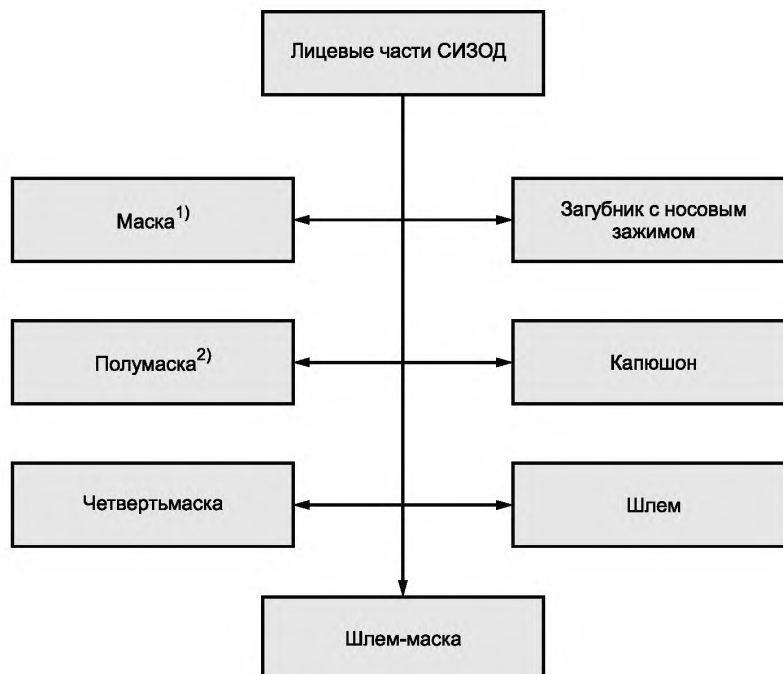 Лицевые части СИЗОД
Маска1)
Загубник с носовым
зажимом
Полумаска2)
Капюшон
Четвертьмаска
Шлем
Шлем-маска